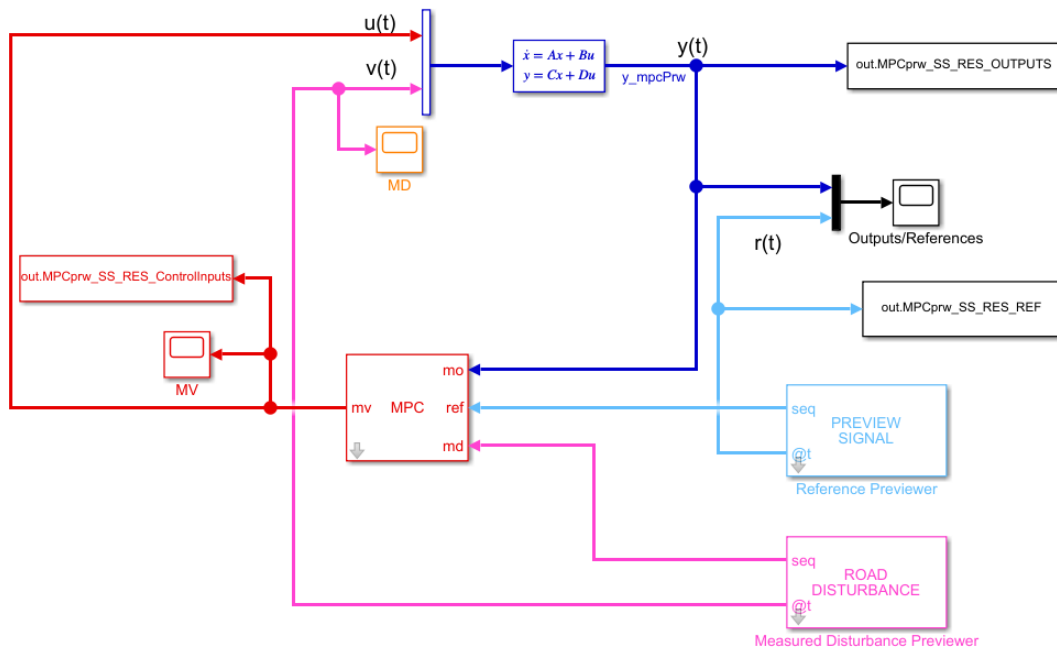 u(t)
v(t)
ẋ = Ax + Bu
y = Cx + Du
y(t)
y_mpcPrw
out.MPCprw_SS_RES_OUTPUTS
MD
r(t)
Outputs/References
out.MPCprw_SS_RES_ControlInputs
out.MPCprw_SS_RES_REF
MV
mo
mv
MPC
ref
md
seq
PREVIEW
SIGNAL
@t
Reference Previewer
seq
ROAD
DISTURBANCE
@t
Measured Disturbance Previewer